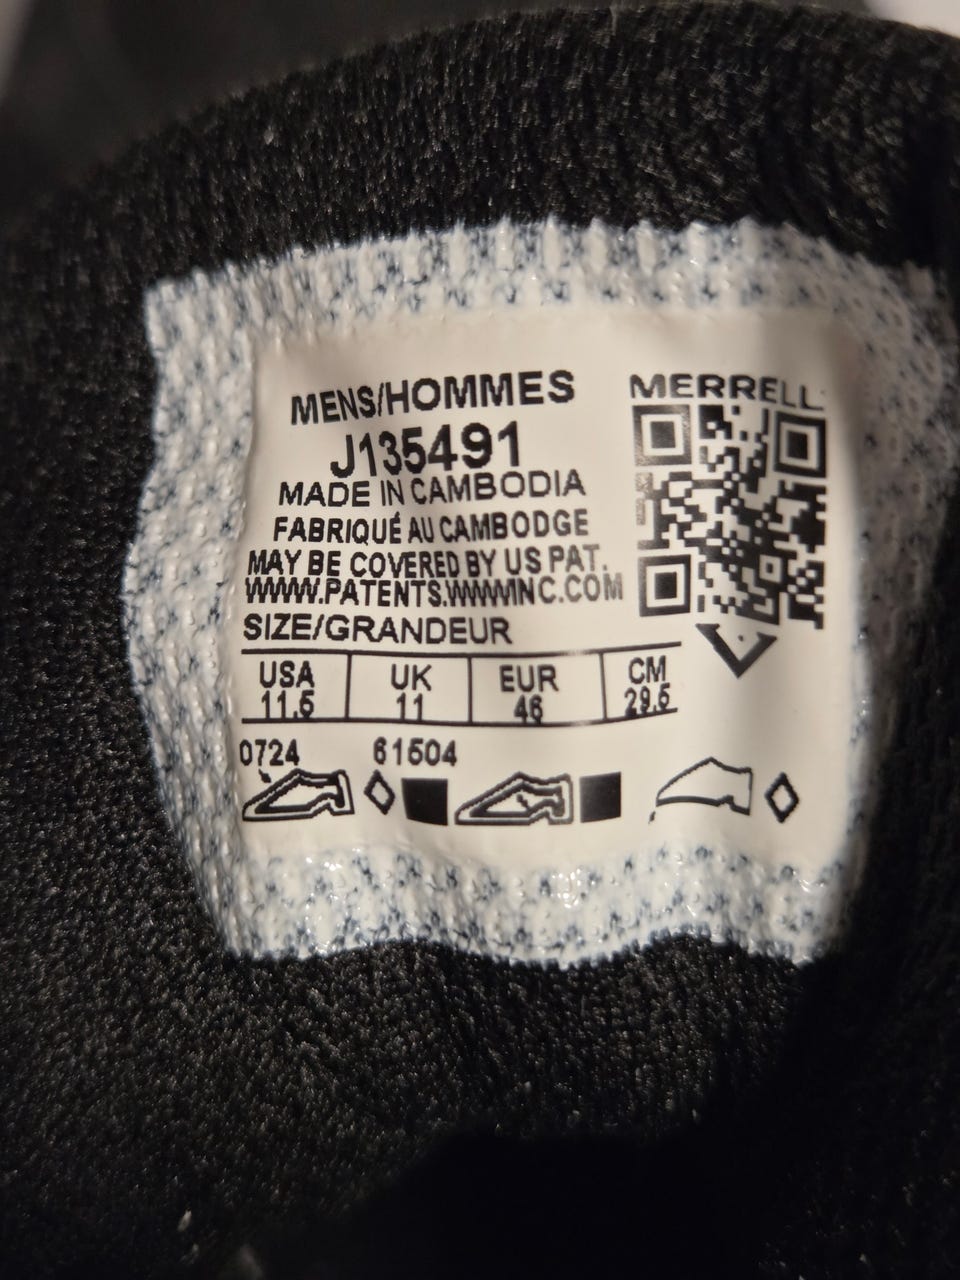 MENS/HOMMES
J135491
MADE IN CAMBODIA
FABRIQUÉ AU CAMBODGE
MAY BE COVERED BY US PAT.
WWW.PATENTS.WWWINC.COM
SIZE/GRANDEUR
USA UK EUR CM
11.5 11 46 29.5
0724 61504
MERRELL